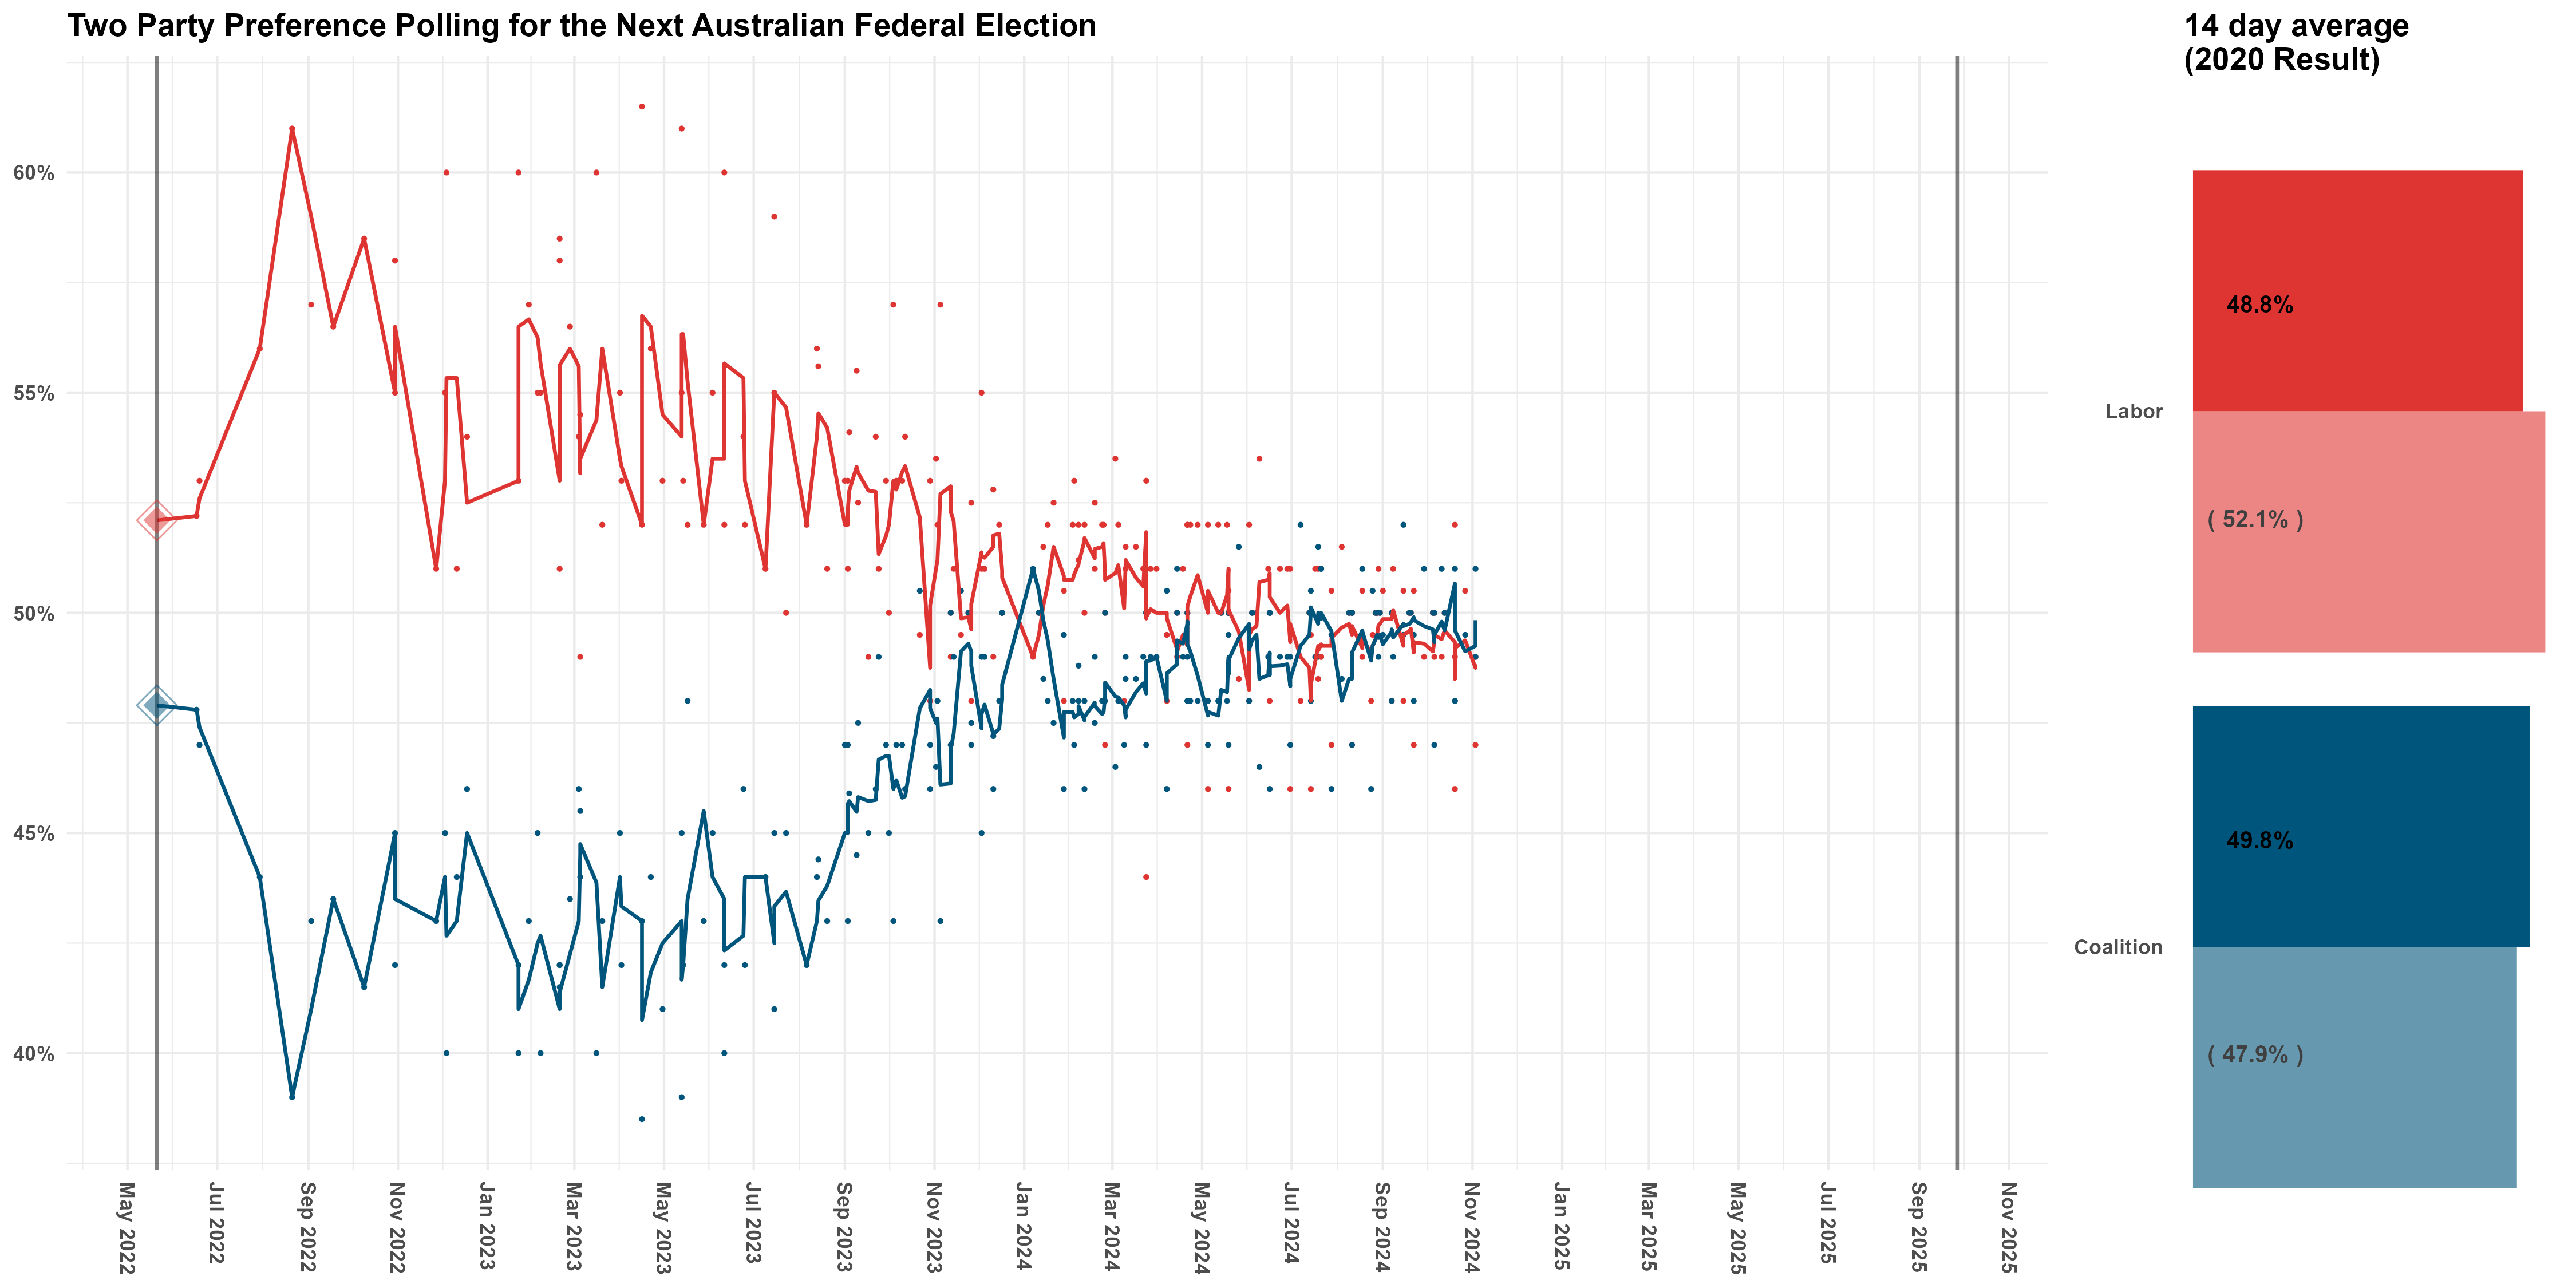 Two Party Preference Polling for the Next Australian Federal Election
14 day average
(2020 Result)
60%
55%
50%
45%
40%
May 2022
Jul 2022
Sep 2022
Nov 2022
Jan 2023
Mar 2023
May 2023
Jul 2023
Sep 2023
Nov 2023
Jan 2024
Mar 2024
May 2024
Jul 2024
Sep 2024
Nov 2024
Jan 2025
Mar 2025
May 2025
Jul 2025
Sep 2025
Nov 2025
Labor
48.8%
( 52.1% )
Coalition
49.8%
( 47.9% )